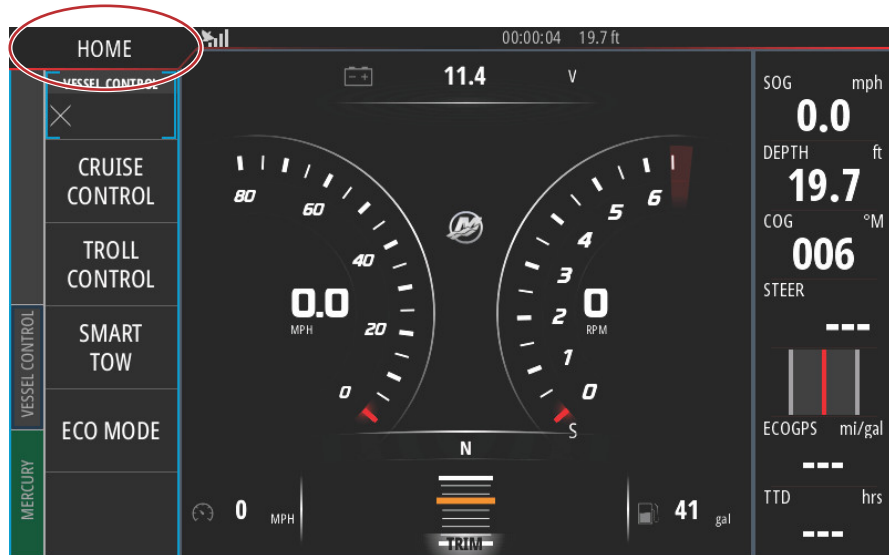 HOME
00:00:04 19.7 ft
VESSEL CONTROL
CRUISE
CONTROL
TROLL
CONTROL
SMART
TOW
ECO MODE
VESSEL CONTROL
MERCURY
11.4 V
80
60
40
20
0
0.0
MPH
6
5
4
3
2
1
0
S
0
RPM
N
0 MPH
TRIM
41 gal
SOG mph
0.0
DEPTH ft
19.7
COG °M
006
STEER
---
ECOGPS mi/gal
---
TTD hrs
---